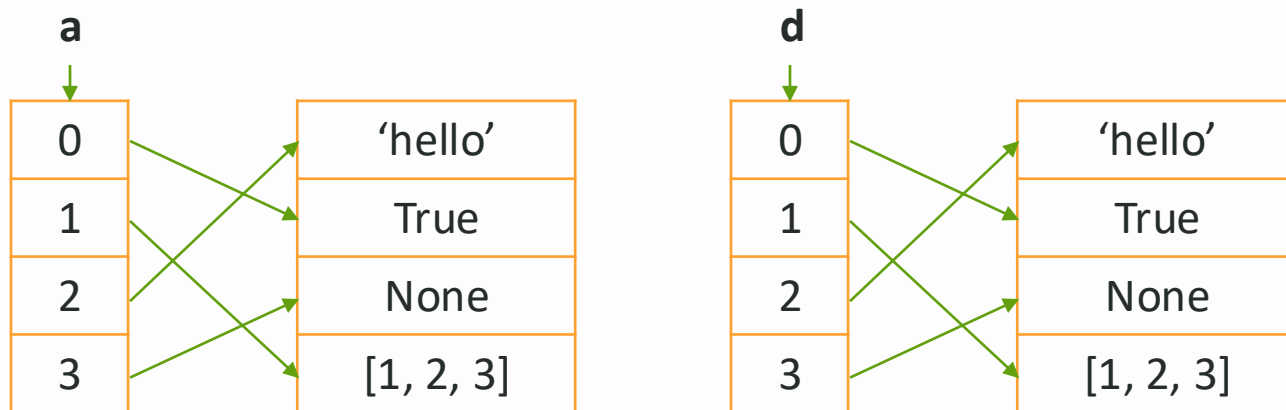 a d
0 ‘hello’ 0 ‘hello’
1 True 1 True
2 None 2 None
3 [1, 2, 3] 3 [1, 2, 3]